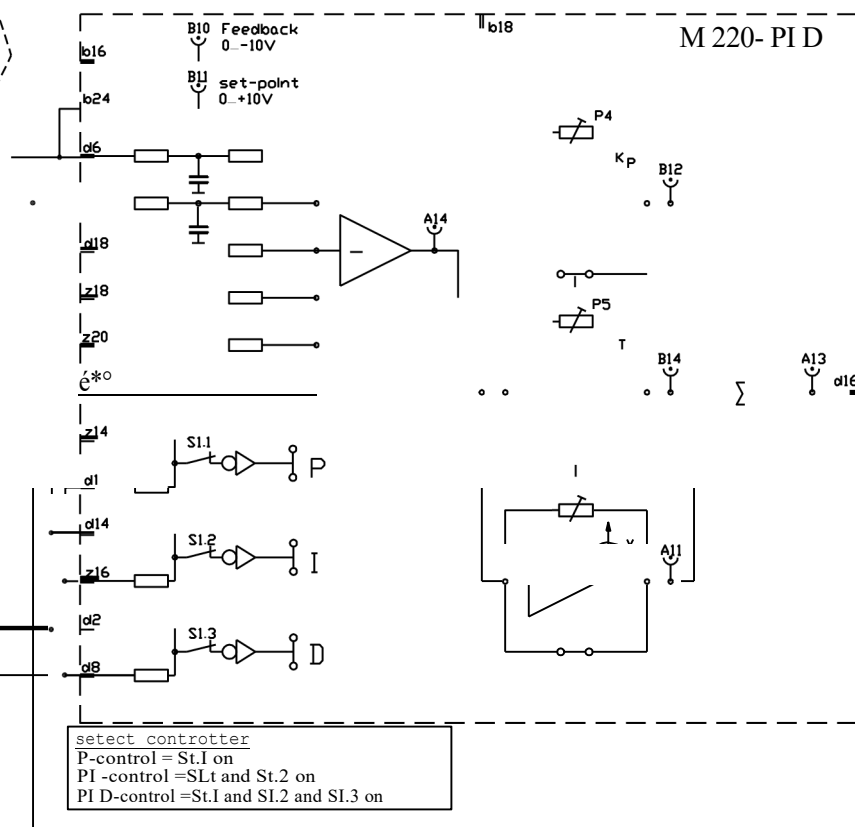 b18
M 220- PI D
B10 Feedback
0...-10V
b16
B11 set-point
0...+10V
b24
P4
d6
KP
B12
A14
d18
z18
P5
z20
T
B14
A13
d16
é*°
Σ
z14
S1.1
P
d1
I
d14
S1.2
I
z16
A11
d2
S1.3
D
d8
setect controtter
P-control = St.I on
PI -control =SLt and St.2 on
PI D-control =St.I and SI.2 and SI.3 on